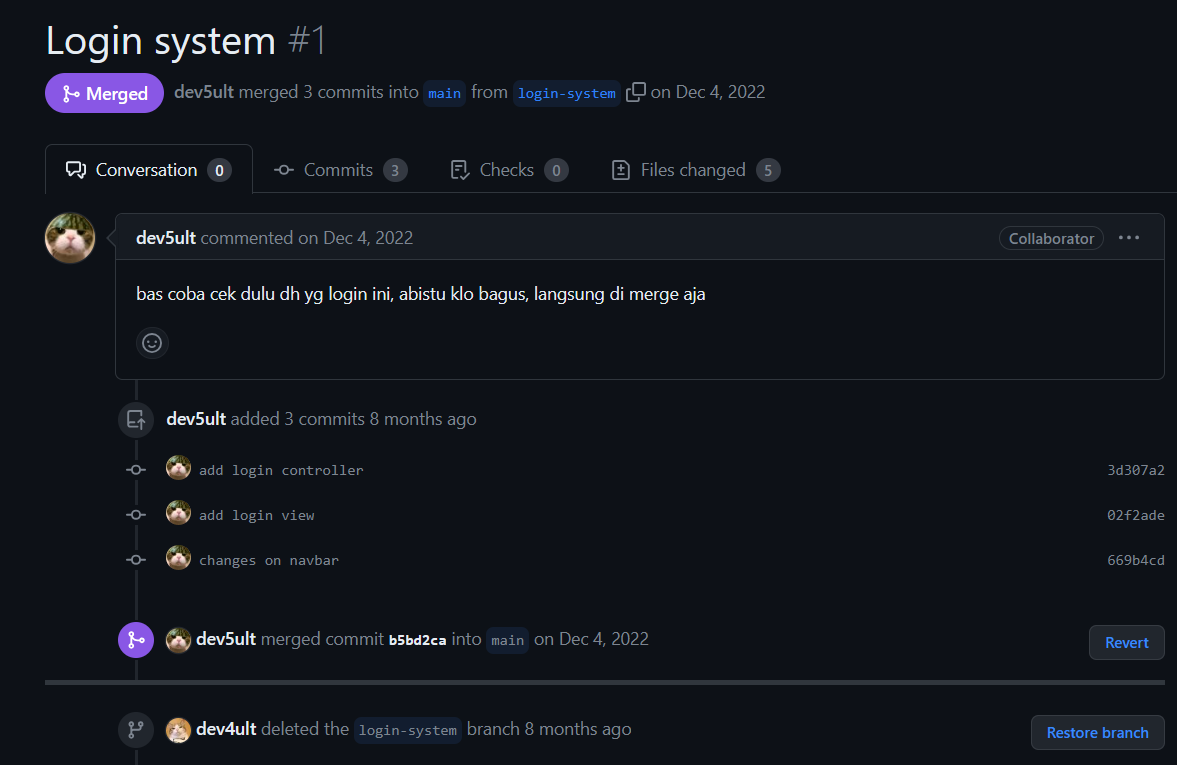 Login system #1
Merged dev5ult merged 3 commits into main from login-system on Dec 4, 2022
Conversation 0 Commits 3 Checks 0 Files changed 5
dev5ult commented on Dec 4, 2022 Collaborator
bas coba cek dulu dh yg login ini, abistu klo bagus, langsung di merge aja
dev5ult added 3 commits 8 months ago
add login controller 3d307a2
add login view 02f2ade
changes on navbar 669b4cd
dev5ult merged commit b5bd2ca into main on Dec 4, 2022 Revert
dev4ult deleted the login-system branch 8 months ago Restore branch